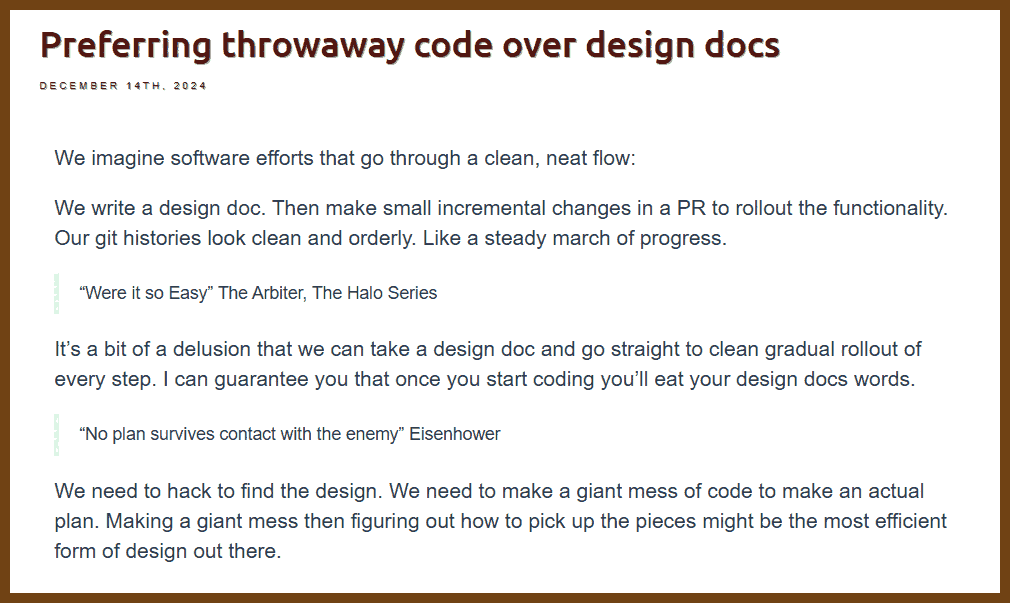 Preferring throwaway code over design docs
DECEMBER 14TH, 2024
We imagine software efforts that go through a clean, neat flow:
We write a design doc. Then make small incremental changes in a PR to rollout the functionality.
Our git histories look clean and orderly. Like a steady march of progress.
“Were it so Easy” The Arbiter, The Halo Series
It’s a bit of a delusion that we can take a design doc and go straight to clean gradual rollout of
every step. I can guarantee you that once you start coding you’ll eat your design docs words.
“No plan survives contact with the enemy” Eisenhower
We need to hack to find the design. We need to make a giant mess of code to make an actual
plan. Making a giant mess then figuring out how to pick up the pieces might be the most efficient
form of design out there.